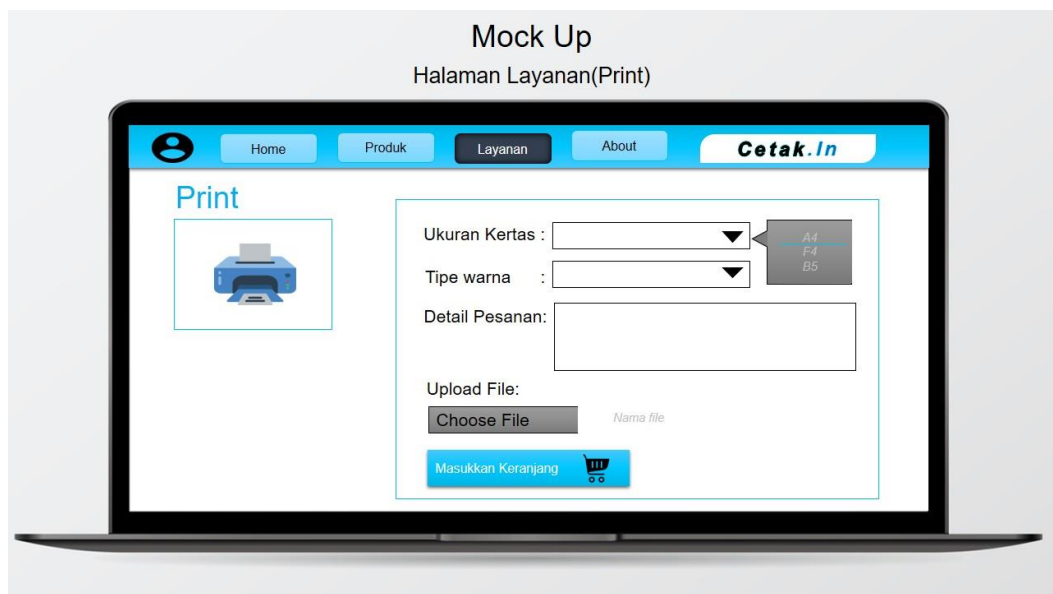 Mock Up
Halaman Layanan(Print)
Home
Produk
Layanan
About
Cetak.In
Print
Ukuran Kertas :
A4
F4
B5
Tipe warna :
Detail Pesanan:
Upload File:
Choose File
Nama file
Masukkan Keranjang